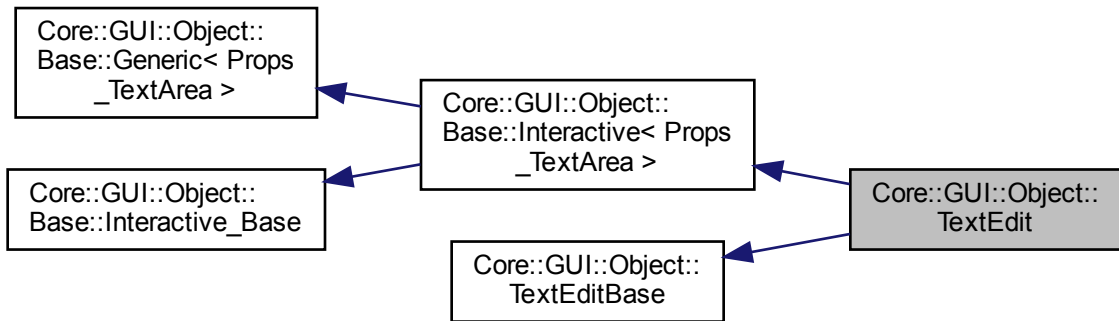 Core::GUI::Object::
Base::Generic< Props
_TextArea >
Core::GUI::Object::
Base::Interactive_Base
Core::GUI::Object::
Base::Interactive< Props
_TextArea >
Core::GUI::Object::
TextEditBase
Core::GUI::Object::
TextEdit